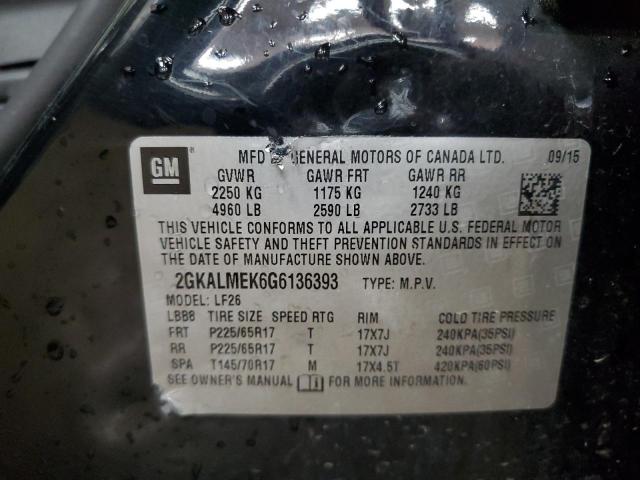 GM
MFD BY GENERAL MOTORS OF CANADA LTD. 09/15
GVWR GAWR FRT GAWR RR
2250 KG 1175 KG 1240 KG
4960 LB 2590 LB 2733 LB
THIS VEHICLE CONFORMS TO ALL APPLICABLE U.S. FEDERAL MOTOR
VEHICLE SAFETY AND THEFT PREVENTION STANDARDS IN EFFECT ON
THE DATE OF MANUFACTURE SHOWN ABOVE.
2GKALMEK6G6136393 TYPE: M.P.V.
MODEL: LF26
LBB8 TIRE SIZE SPEED RTG RIM COLD TIRE PRESSURE
FRT P225/65R17 T 17X7J 240KPA(35PSI)
RR P225/65R17 T 17X7J 240KPA(35PSI)
SPA T145/70R17 M 17X4.5T 420KPA(60PSI)
SEE OWNER'S MANUAL FOR MORE INFORMATION